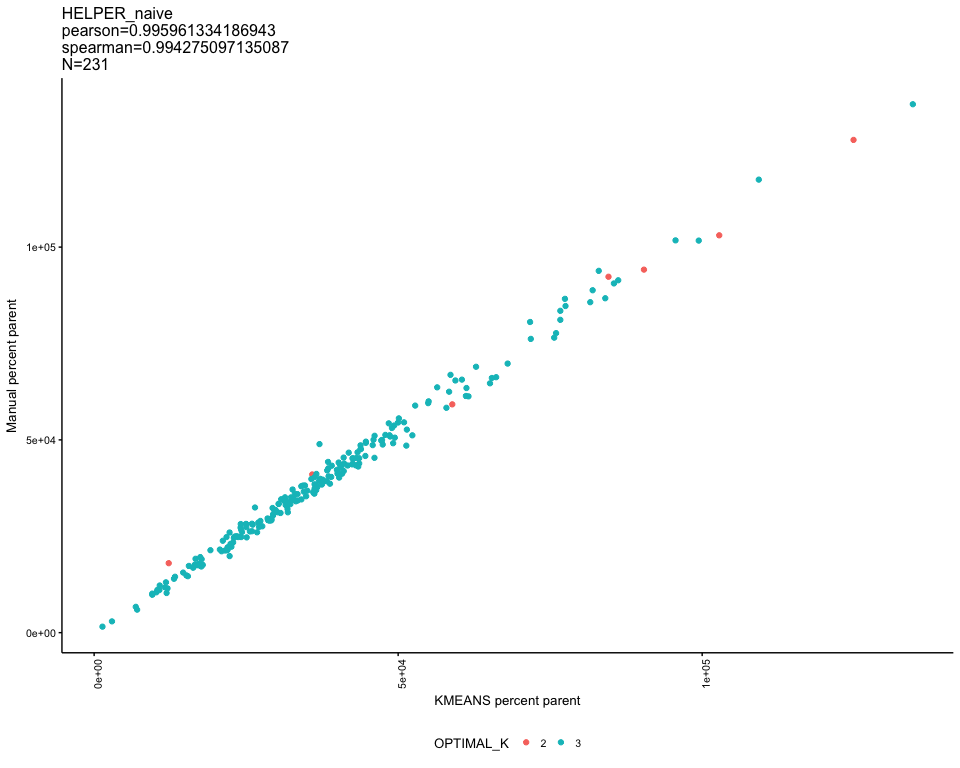 HELPER_naive
pearson=0.995961334186943
spearman=0.994275097135087
N=231
1e+05
5e+04
0e+00
Manual percent parent
0e+00
5e+04
1e+05
KMEANS percent parent
OPTIMAL_K 2 3